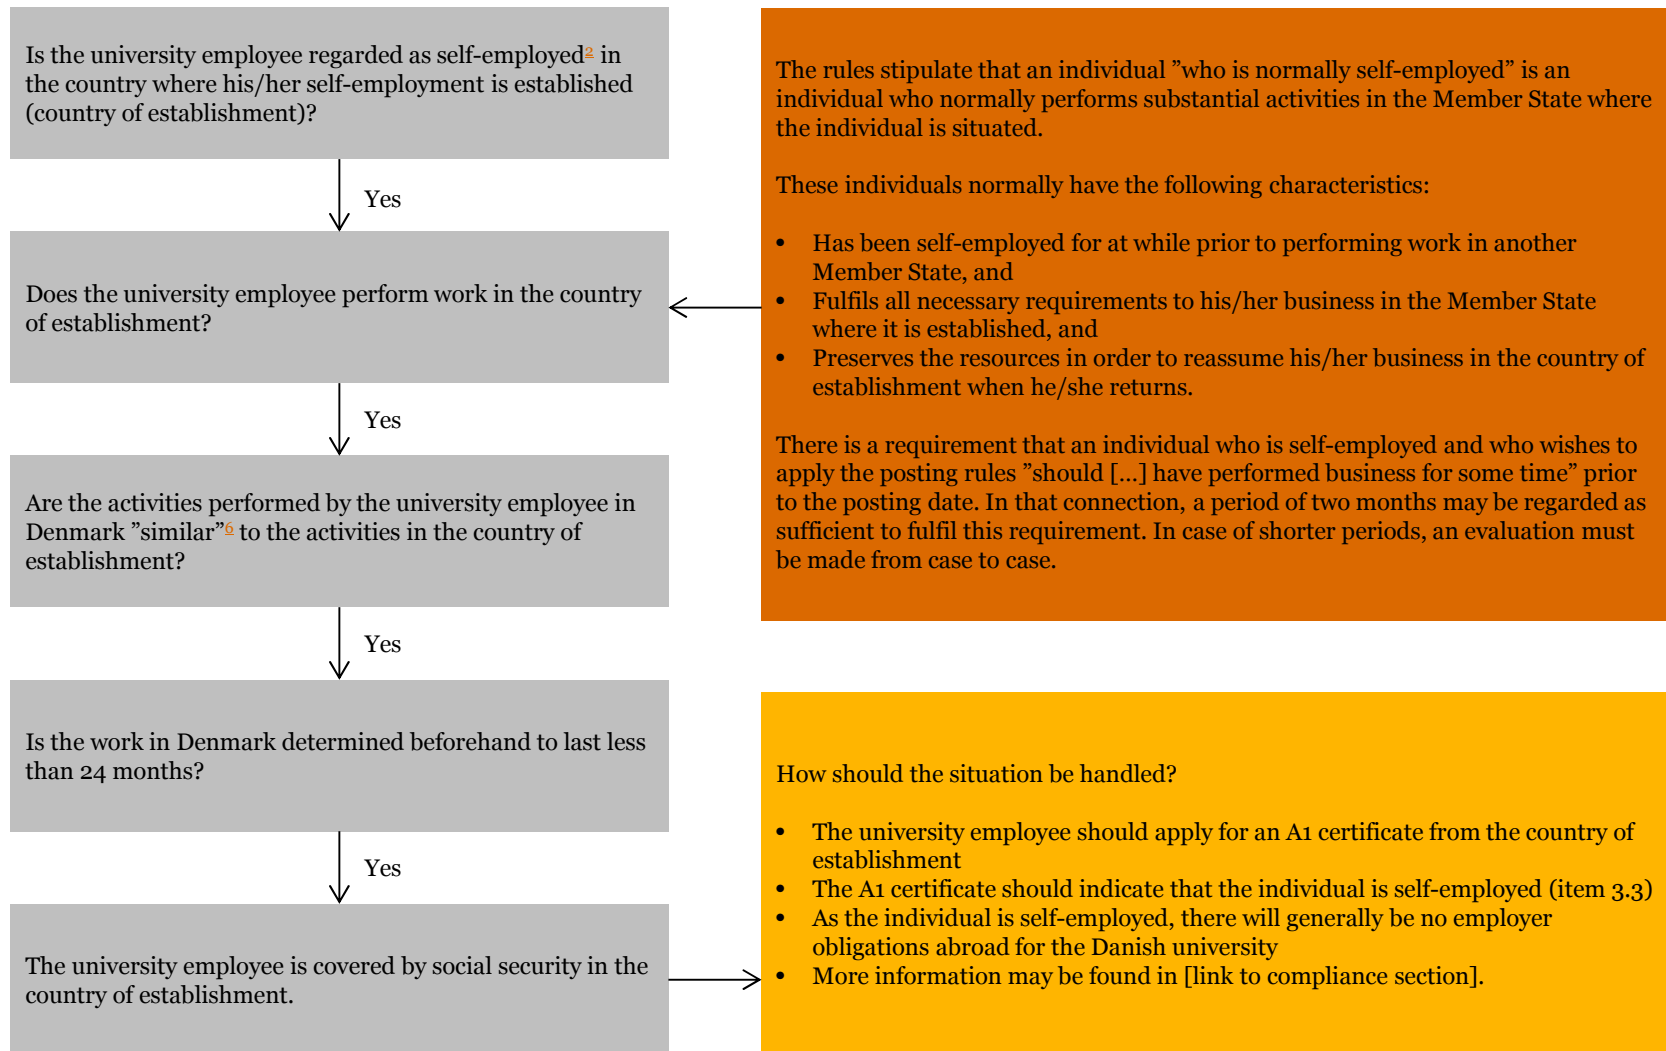 Is the university employee regarded as self-employed2 in
the country where his/her self-employment is established
(country of establishment)?
Yes
Does the university employee perform work in the country
of establishment?
Yes
Are the activities performed by the university employee in
Denmark ”similar”6 to the activities in the country of
establishment?
Yes
Is the work in Denmark determined beforehand to last less
than 24 months?
Yes
The university employee is covered by social security in the
country of establishment.
The rules stipulate that an individual ”who is normally self-employed” is an
individual who normally performs substantial activities in the Member State where
the individual is situated.
These individuals normally have the following characteristics:
• Has been self-employed for at while prior to performing work in another
Member State, and
• Fulfils all necessary requirements to his/her business in the Member State
where it is established, and
• Preserves the resources in order to reassume his/her business in the country of
establishment when he/she returns.
There is a requirement that an individual who is self-employed and who wishes to
apply the posting rules ”should [...] have performed business for some time” prior
to the posting date. In that connection, a period of two months may be regarded as
sufficient to fulfil this requirement. In case of shorter periods, an evaluation must
be made from case to case.
How should the situation be handled?
• The university employee should apply for an A1 certificate from the country of
establishment
• The A1 certificate should indicate that the individual is self-employed (item 3.3)
• As the individual is self-employed, there will generally be no employer
obligations abroad for the Danish university
• More information may be found in [link to compliance section].